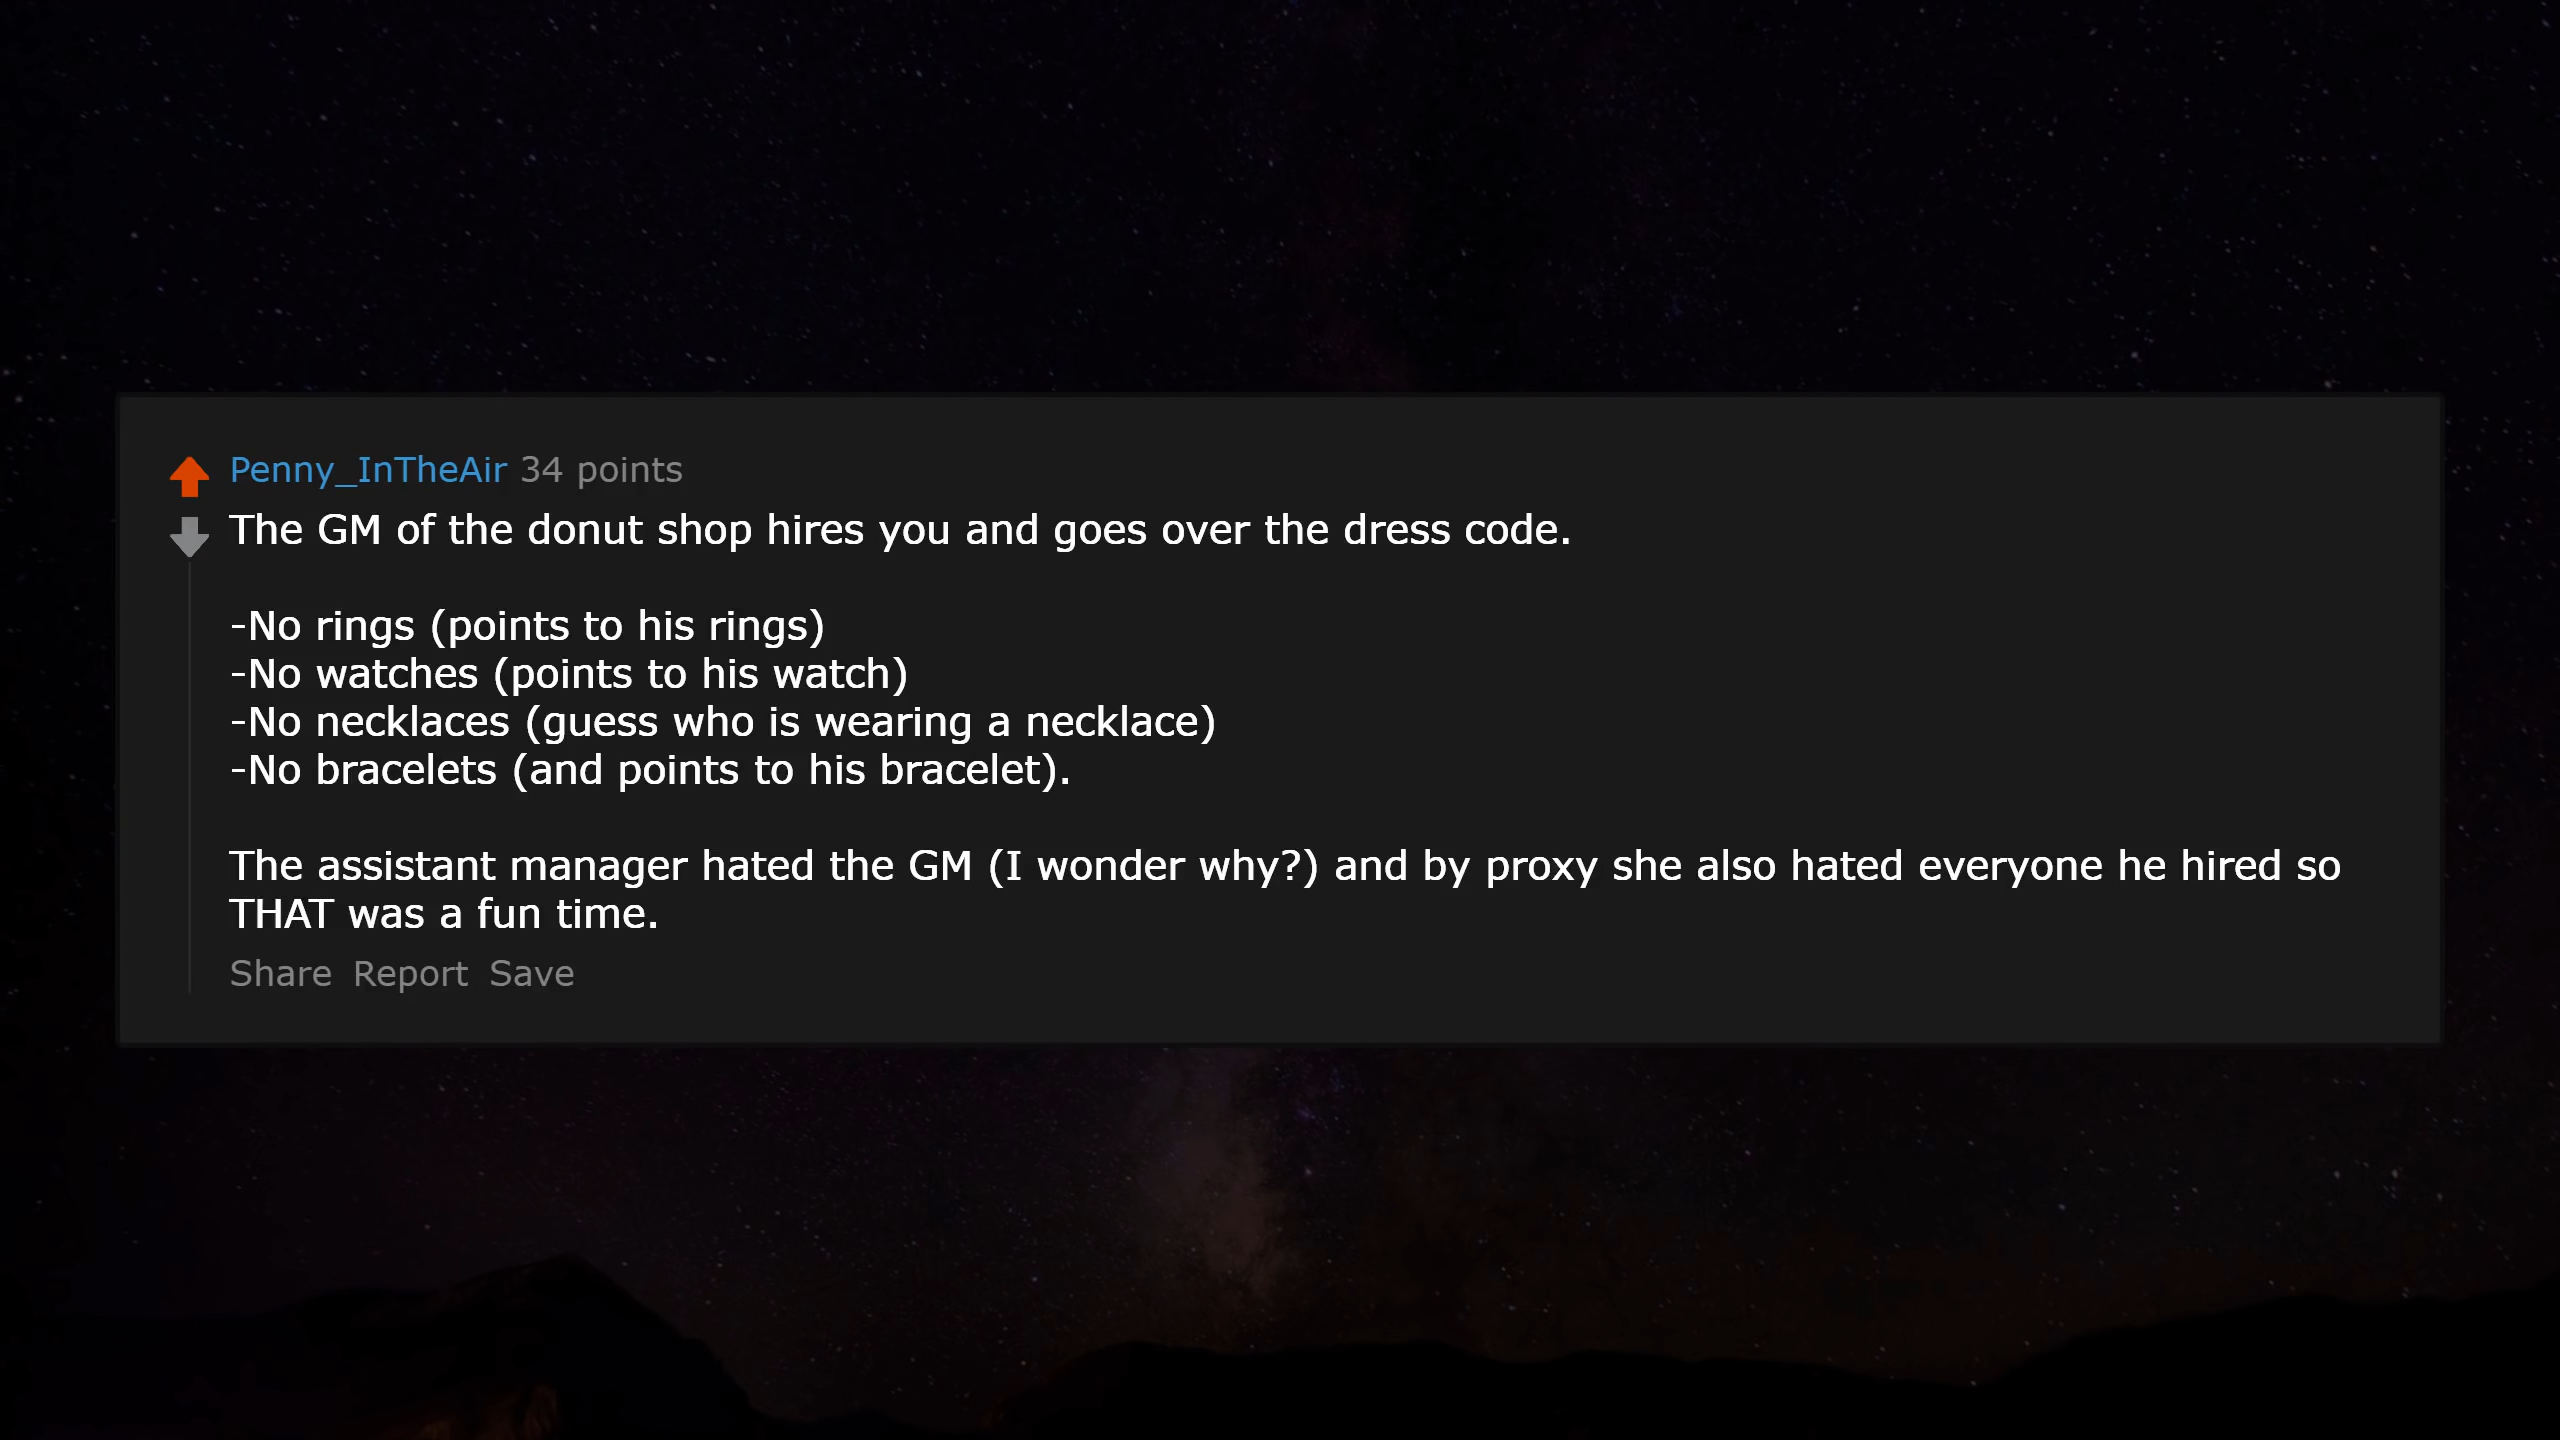 Penny_InTheAir 34 points
The GM of the donut shop hires you and goes over the dress code.
-No rings (points to his rings)
-No watches (points to his watch)
-No necklaces (guess who is wearing a necklace)
-No bracelets (and points to his bracelet).
The assistant manager hated the GM (I wonder why?) and by proxy she also hated everyone he hired so
THAT was a fun time.
Share Report Save